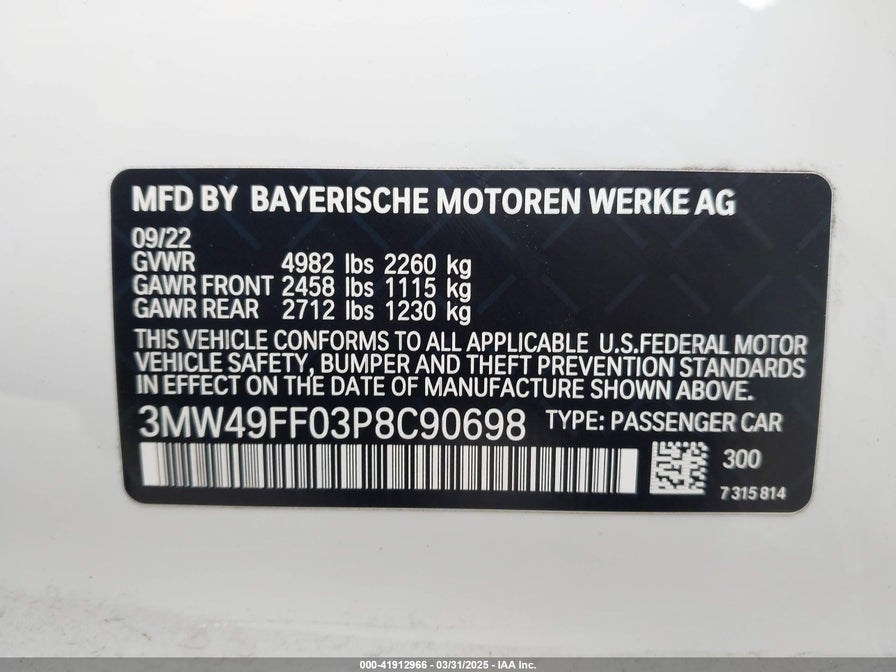 MFD BY BAYERISCHE MOTOREN WERKE AG
09/22
GVWR 4982 lbs 2260 kg
GAWR FRONT 2458 lbs 1115 kg
GAWR REAR 2712 lbs 1230 kg
THIS VEHICLE CONFORMS TO ALL APPLICABLE U.S.FEDERAL MOTOR
VEHICLE SAFETY, BUMPER AND THEFT PREVENTION STANDARDS
IN EFFECT ON THE DATE OF MANUFACTURE SHOWN ABOVE.
3MW49FF03P8C90698 TYPE: PASSENGER CAR
300
7 315 814
000-41912966 - 03/31/2025 - IAA Inc.